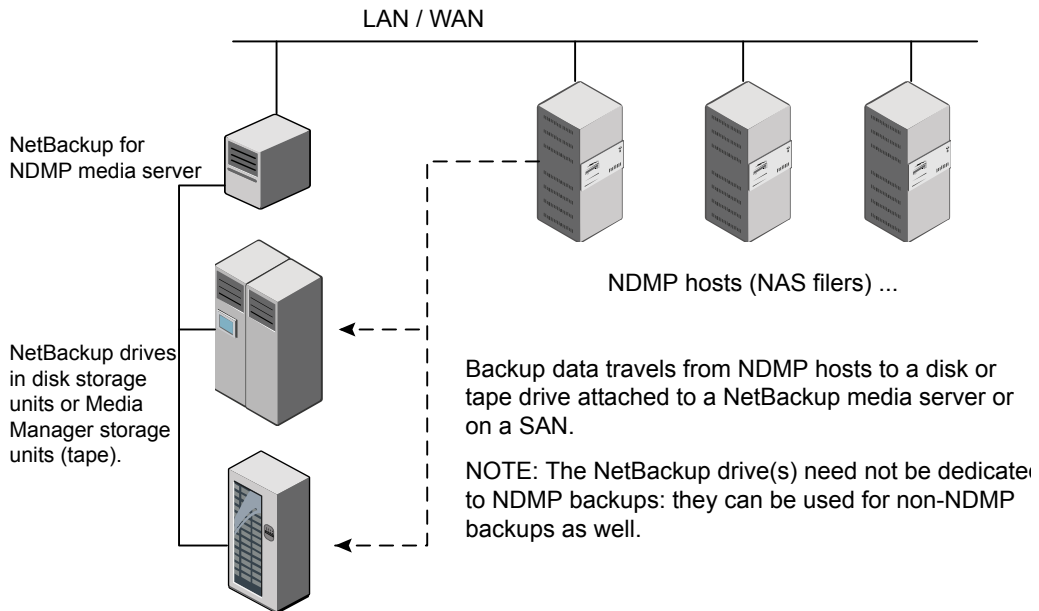 LAN / WAN
NetBackup for
NDMP media server
NDMP hosts (NAS filers) ...
NetBackup drives
in disk storage
units or Media
Manager storage
units (tape).
Backup data travels from NDMP hosts to a disk or
tape drive attached to a NetBackup media server or
on a SAN.
NOTE: The NetBackup drive(s) need not be dedicate
to NDMP backups: they can be used for non-NDMP
backups as well.